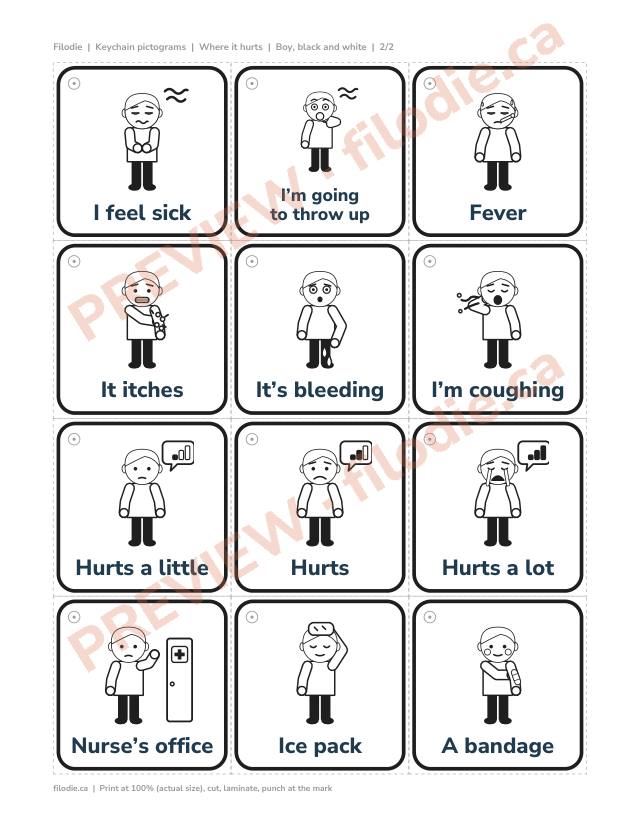 Filodie | Keychain pictograms | Where it hurts | Boy, black and white | 2/2
I feel sick
I'm going
to throw up
Fever
It itches
It's bleeding
I'm coughing
Hurts a little
Hurts
Hurts a lot
Nurse's office
Ice pack
A bandage
PREVIEW · filodie.ca
PREVIEW · filodie.ca
filodie.ca | Print at 100% (actual size), cut, laminate, punch at the mark